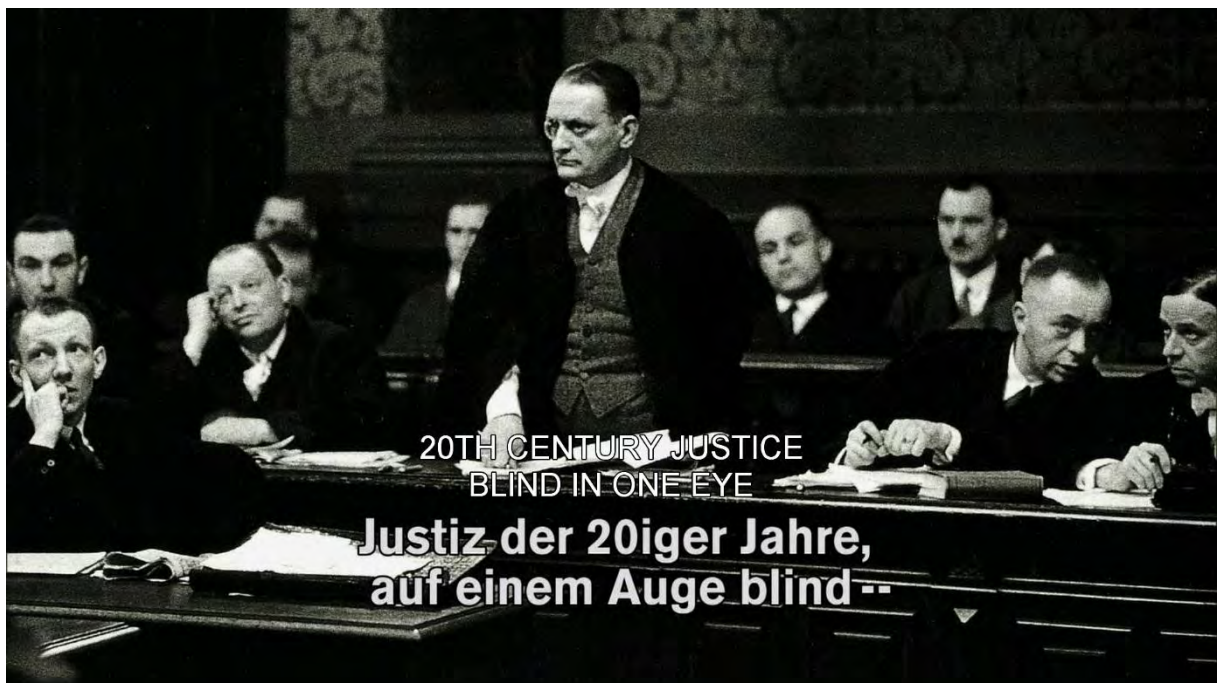 20TH CENTURY JUSTICE
BLIND IN ONE EYE
Justiz der 20iger Jahre,
auf einem Auge blind --